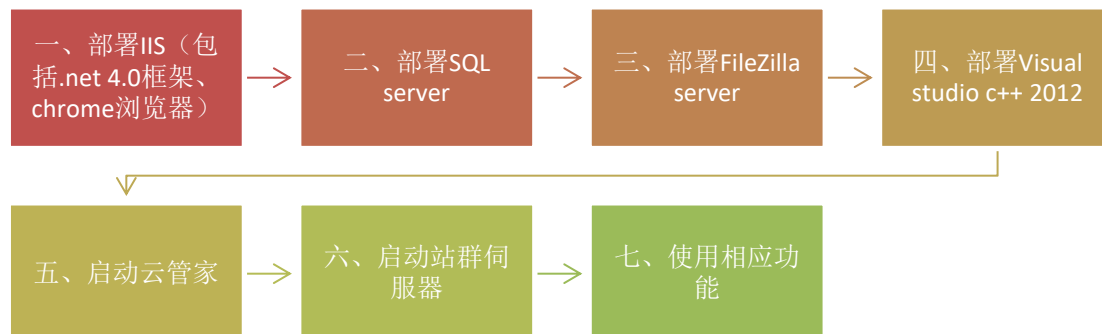 一、部署IIS（包
括.net 4.0框架、
chrome浏览器）
二、部署SQL
server
三、部署FileZilla
server
四、部署Visual
studio c++ 2012
五、启动云管家
六、启动站群伺
服器
七、使用相应功
能